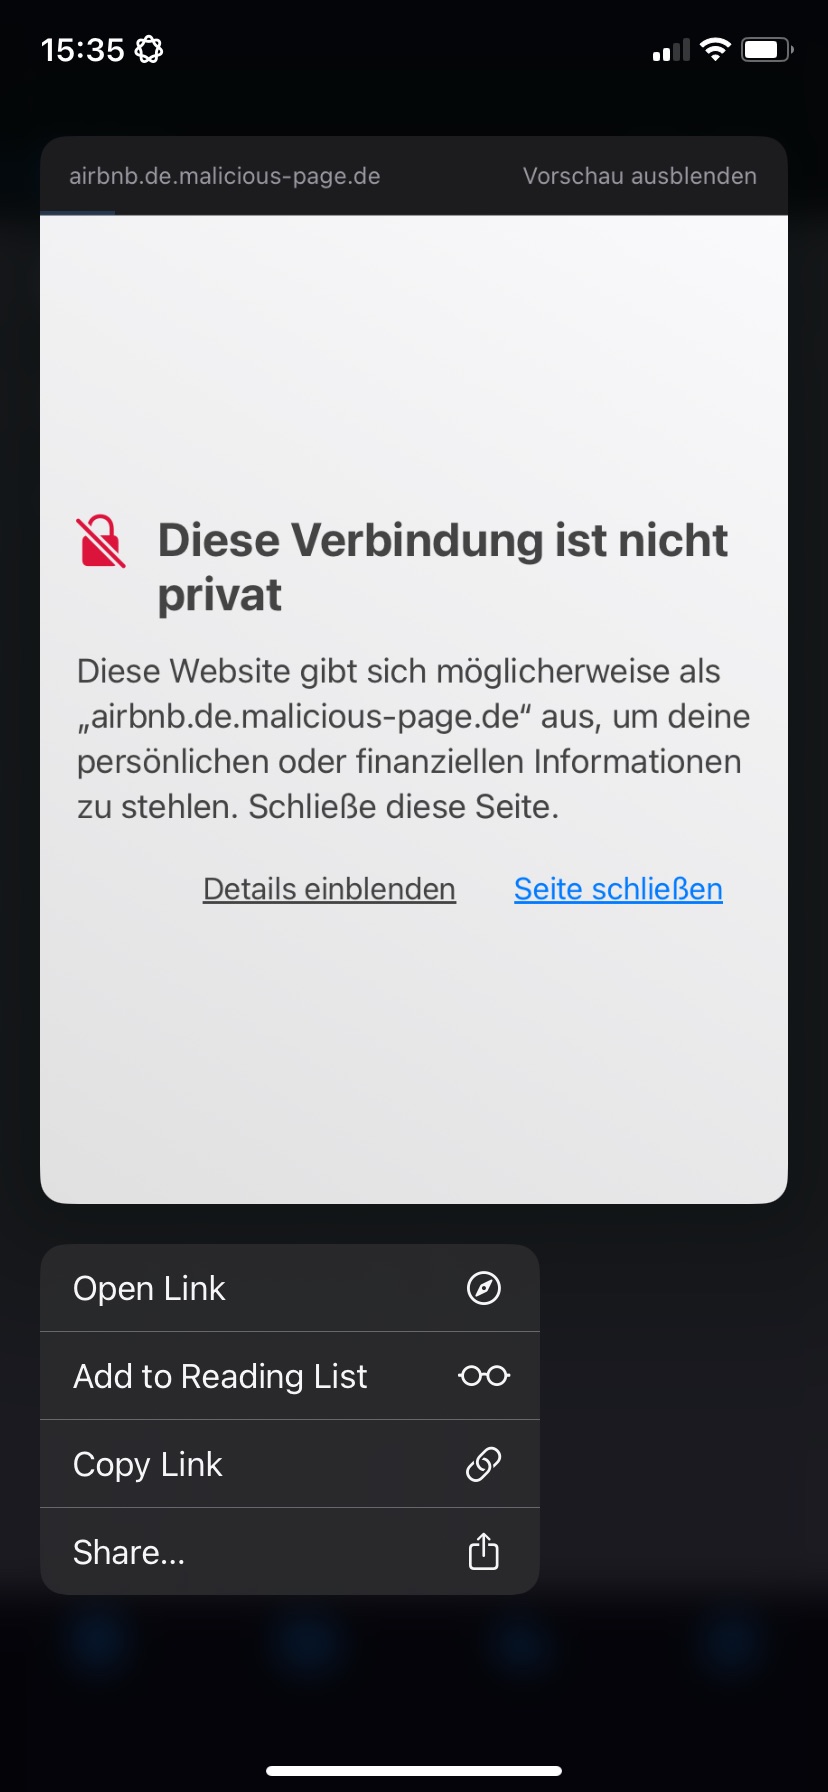 15:35
airbnb.de.malicious-page.de
Vorschau ausblenden
Diese Verbindung ist nicht
privat
Diese Website gibt sich möglicherweise als
„airbnb.de.malicious-page.de“ aus, um deine
persönlichen oder finanziellen Informationen
zu stehlen. Schließe diese Seite.
Details einblenden
Seite schließen
Open Link
Add to Reading List
Copy Link
Share...